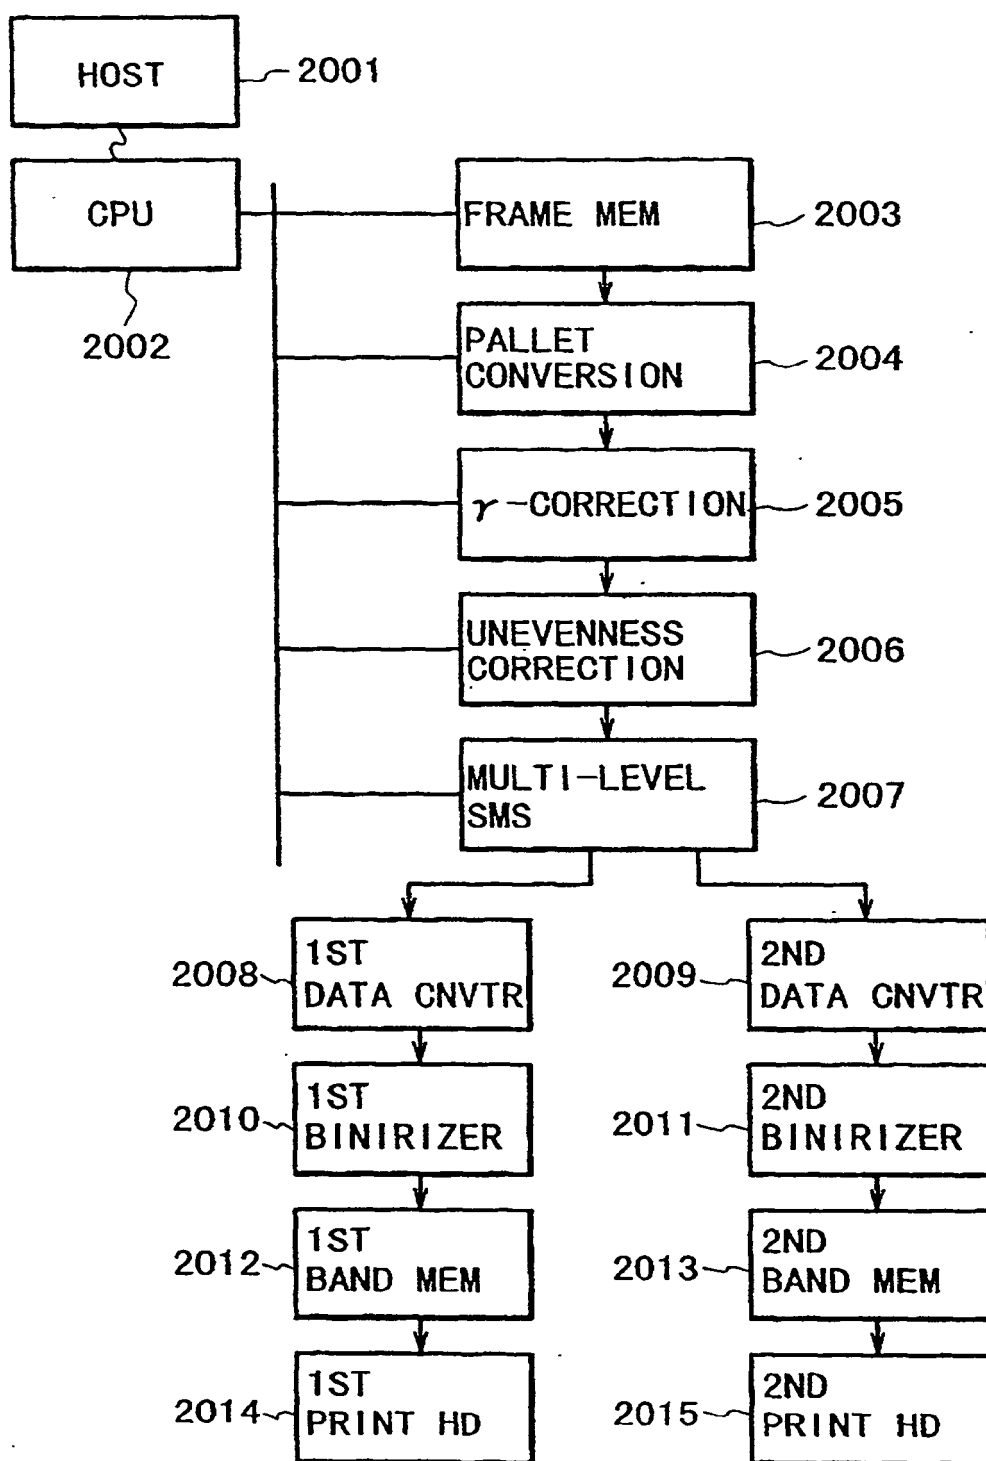 HOST
2001
CPU
2002
FRAME MEM
2003
PALLET
CONVERSION
2004
γ-CORRECTION
2005
UNEVENNESS
CORRECTION
2006
MULTI-LEVEL
SMS
2007
2008
1ST
DATA CNVTR
2009
2ND
DATA CNVTR
2010
1ST
BINIRIZER
2011
2ND
BINIRIZER
2012
1ST
BAND MEM
2013
2ND
BAND MEM
2014
1ST
PRINT HD
2015
2ND
PRINT HD